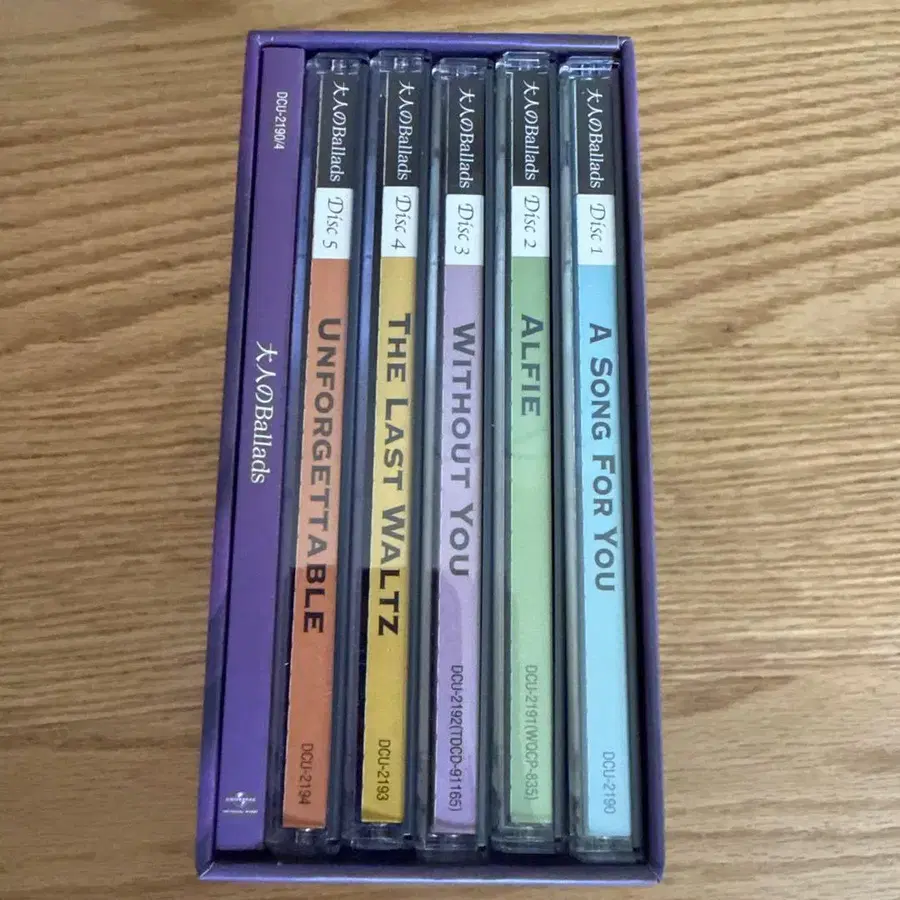 DCU-2190/4
大人のBallads
UNIVERSAL
大人のBallads
Disc 5
UNFORGETTABLE
DCU-2194
大人のBallads
Disc 4
THE LAST WALTZ
DCU-2193
大人のBallads
Disc 3
WITHOUT YOU
DCU-2192(TDCD-91165)
大人のBallads
Disc 2
ALFIE
DCU-2191(WQCP-835)
大人のBallads
Disc 1
A SONG FOR YOU
DCU-2190